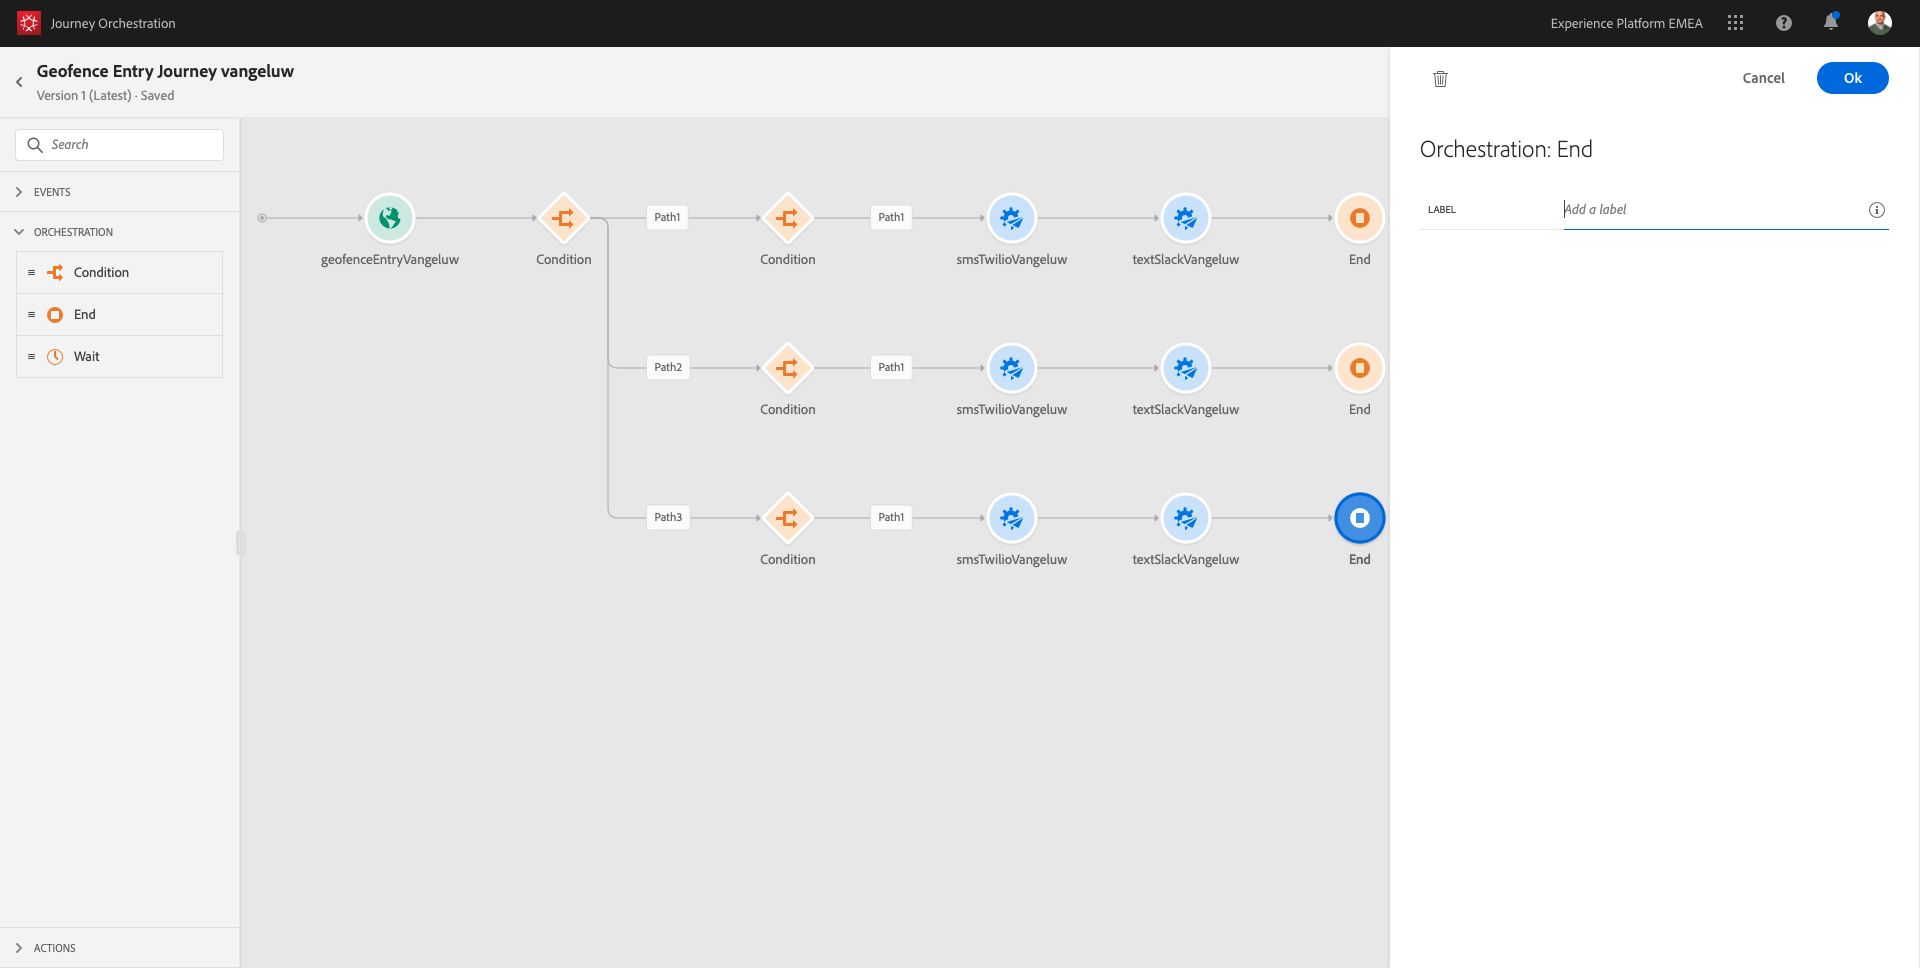 Journey Orchestration
Experience Platform EMEA
Geofence Entry Journey vangeluw
Version 1 (Latest) · Saved
Cancel
Ok
Search
EVENTS
ORCHESTRATION
Condition
End
Wait
ACTIONS
Path1
Path1
geofenceEntryVangeluw
Condition
Condition
smsTwilioVangeluw
textSlackVangeluw
End
Path2
Path1
Condition
smsTwilioVangeluw
textSlackVangeluw
End
Path3
Path1
Condition
smsTwilioVangeluw
textSlackVangeluw
End
Orchestration: End
LABEL
Add a label